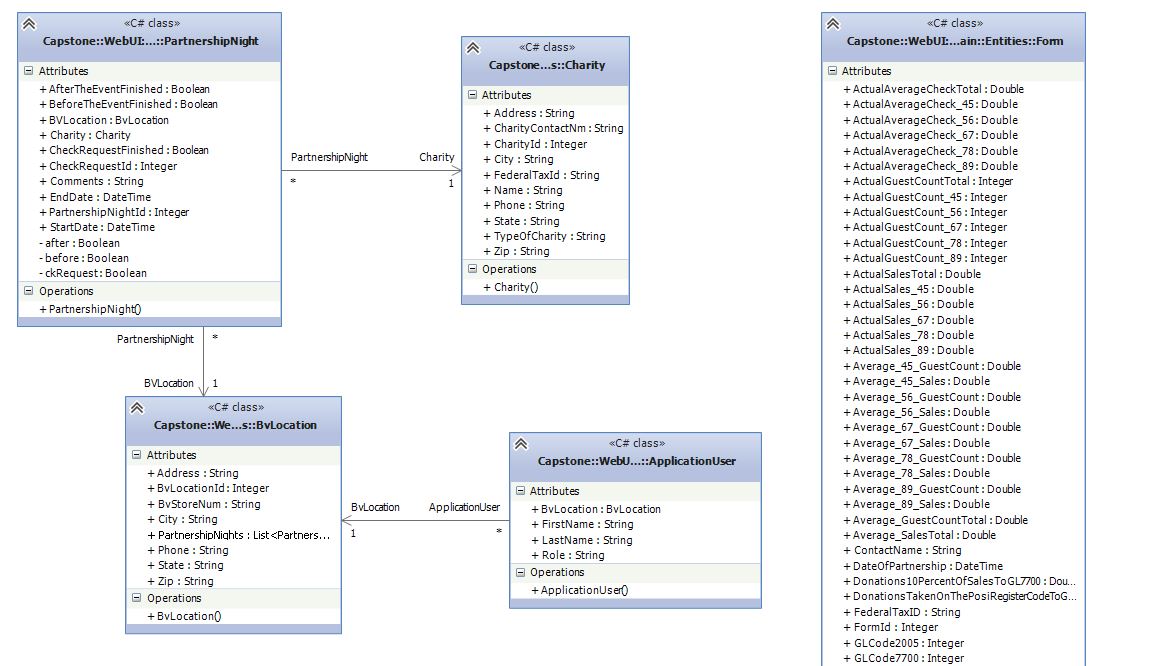 «C# class»
Capstone::WebUI:...::PartnershipNight
Attributes
+ AfterTheEventFinished : Boolean
+ BeforeTheEventFinished : Boolean
+ BVLocation : BvLocation
+ Charity : Charity
+ CheckRequestFinished : Boolean
+ CheckRequestId : Integer
+ Comments : String
+ EndDate : DateTime
+ PartnershipNightId : Integer
+ StartDate : DateTime
- after : Boolean
- before : Boolean
- ckRequest : Boolean
Operations
+ PartnershipNight()
PartnershipNight
Charity
*
1
«C# class»
Capstone...s::Charity
Attributes
+ Address : String
+ CharityContactNm : String
+ CharityId : Integer
+ City : String
+ FederalTaxId : String
+ Name : String
+ Phone : String
+ State : String
+ TypeOfCharity : String
+ Zip : String
Operations
+ Charity()
PartnershipNight
*
BVLocation
1
«C# class»
Capstone::We...s::BvLocation
Attributes
+ Address : String
+ BvLocationId : Integer
+ BvStoreNum : String
+ City : String
+ PartnershipNights : List<Partners...
+ Phone : String
+ State : String
+ Zip : String
Operations
+ BvLocation()
BvLocation
ApplicationUser
1
*
«C# class»
Capstone::WebU...::ApplicationUser
Attributes
+ BvLocation : BvLocation
+ FirstName : String
+ LastName : String
+ Role : String
Operations
+ ApplicationUser()
«C# class»
Capstone::WebUI:...ain::Entities::Form
Attributes
+ ActualAverageCheckTotal : Double
+ ActualAverageCheck_45 : Double
+ ActualAverageCheck_56 : Double
+ ActualAverageCheck_67 : Double
+ ActualAverageCheck_78 : Double
+ ActualAverageCheck_89 : Double
+ ActualGuestCountTotal : Integer
+ ActualGuestCount_45 : Integer
+ ActualGuestCount_56 : Integer
+ ActualGuestCount_67 : Integer
+ ActualGuestCount_78 : Integer
+ ActualGuestCount_89 : Integer
+ ActualSalesTotal : Double
+ ActualSales_45 : Double
+ ActualSales_56 : Double
+ ActualSales_67 : Double
+ ActualSales_78 : Double
+ ActualSales_89 : Double
+ Average_45_GuestCount : Double
+ Average_45_Sales : Double
+ Average_56_GuestCount : Double
+ Average_56_Sales : Double
+ Average_67_GuestCount : Double
+ Average_67_Sales : Double
+ Average_78_GuestCount : Double
+ Average_78_Sales : Double
+ Average_89_GuestCount : Double
+ Average_89_Sales : Double
+ Average_GuestCountTotal : Double
+ Average_SalesTotal : Double
+ ContactName : String
+ DateOfPartnership : DateTime
+ Donations10PercentOfSalesToGL7700 : Dou...
+ DonationsTakenOnThePosiRegisterCodeToG...
+ FederalTaxID : String
+ FormId : Integer
+ GLCode2005 : Integer
+ GLCode7700 : Integer